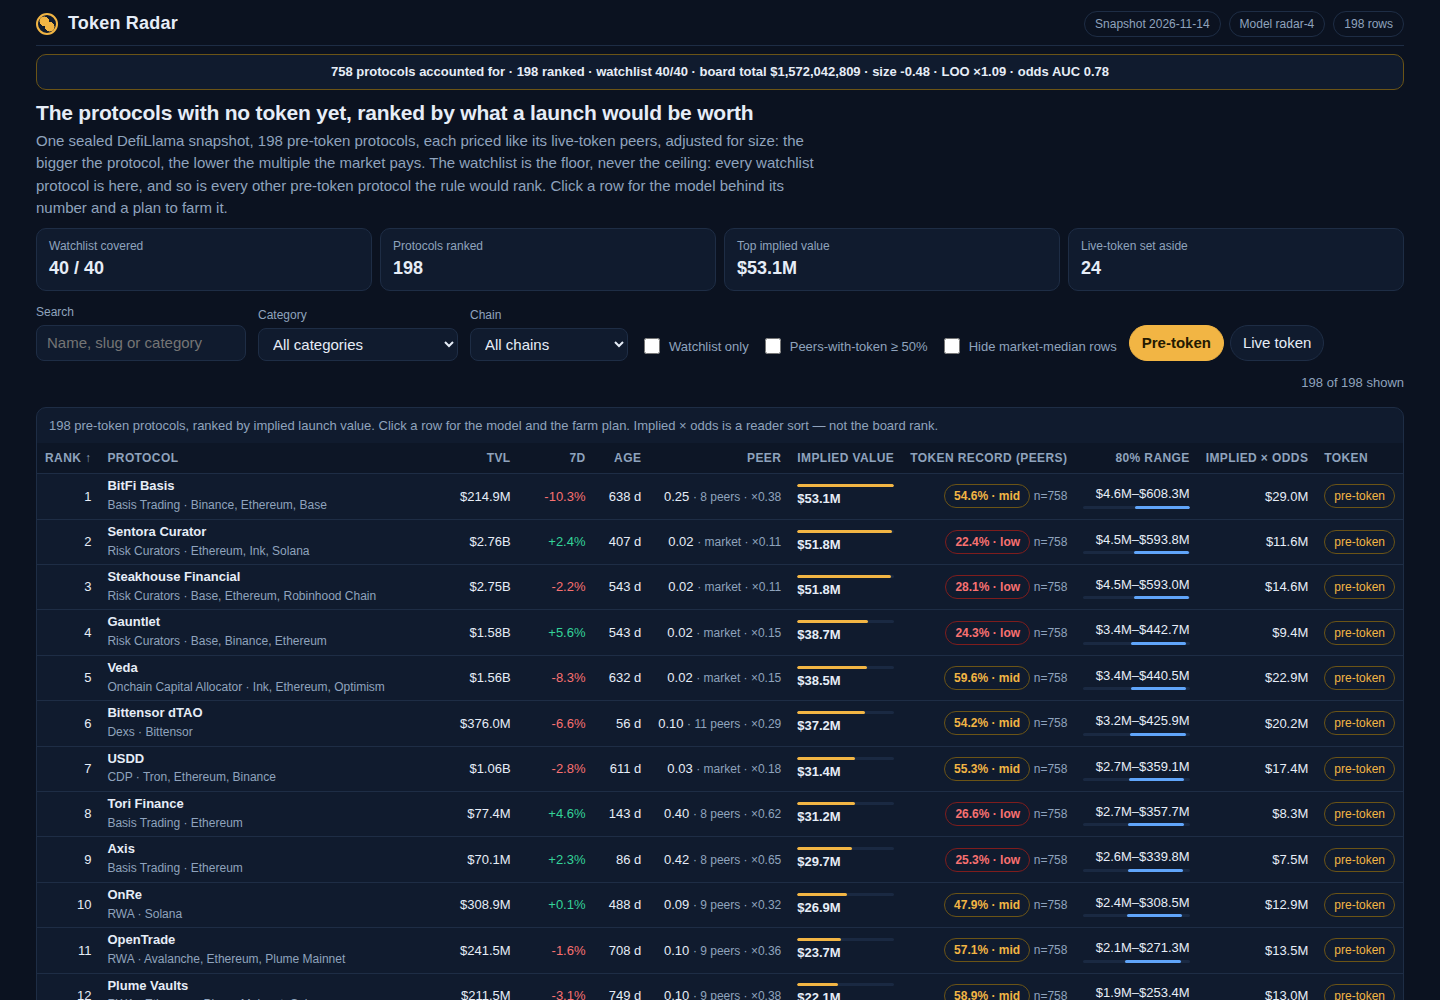 Token Radar
Snapshot 2026-11-14
Model radar-4
198 rows
758 protocols accounted for · 198 ranked · watchlist 40/40 · board total $1,572,042,809 · size -0.48 · LOO ×1.09 · odds AUC 0.78
The protocols with no token yet, ranked by what a launch would be worth
One sealed DefiLlama snapshot, 198 pre-token protocols, each priced like its live-token peers, adjusted for size: the
bigger the protocol, the lower the multiple the market pays. The watchlist is the floor, never the ceiling: every watchlist
protocol is here, and so is every other pre-token protocol the rule would rank. Click a row for the model behind its
number and a plan to farm it.
Watchlist covered
40 / 40
Protocols ranked
198
Top implied value
$53.1M
Live-token set aside
24
Search
Name, slug or category
Category
All categories
Chain
All chains
Watchlist only
Peers-with-token ≥ 50%
Hide market-median rows
Pre-token
Live token
198 of 198 shown
198 pre-token protocols, ranked by implied launch value. Click a row for the model and the farm plan. Implied × odds is a reader sort — not the board rank.
RANK ↑ PROTOCOL TVL 7D AGE PEER IMPLIED VALUE TOKEN RECORD (PEERS) 80% RANGE IMPLIED × ODDS TOKEN
1 BitFi Basis $214.9M -10.3% 638 d 0.25 · 8 peers · ×0.38 $53.1M 54.6% · mid n=758 $4.6M–$608.3M $29.0M pre-token
Basis Trading · Binance, Ethereum, Base
2 Sentora Curator $2.76B +2.4% 407 d 0.02 · market · ×0.11 $51.8M 22.4% · low n=758 $4.5M–$593.8M $11.6M pre-token
Risk Curators · Ethereum, Ink, Solana
3 Steakhouse Financial $2.75B -2.2% 543 d 0.02 · market · ×0.11 $51.8M 28.1% · low n=758 $4.5M–$593.0M $14.6M pre-token
Risk Curators · Base, Ethereum, Robinhood Chain
4 Gauntlet $1.58B +5.6% 543 d 0.02 · market · ×0.15 $38.7M 24.3% · low n=758 $3.4M–$442.7M $9.4M pre-token
Risk Curators · Base, Binance, Ethereum
5 Veda $1.56B -8.3% 632 d 0.02 · market · ×0.15 $38.5M 59.6% · mid n=758 $3.4M–$440.5M $22.9M pre-token
Onchain Capital Allocator · Ink, Ethereum, Optimism
6 Bittensor dTAO $376.0M -6.6% 56 d 0.10 · 11 peers · ×0.29 $37.2M 54.2% · mid n=758 $3.2M–$425.9M $20.2M pre-token
Dexs · Bittensor
7 USDD $1.06B -2.8% 611 d 0.03 · market · ×0.18 $31.4M 55.3% · mid n=758 $2.7M–$359.1M $17.4M pre-token
CDP · Tron, Ethereum, Binance
8 Tori Finance $77.4M +4.6% 143 d 0.40 · 8 peers · ×0.62 $31.2M 26.6% · low n=758 $2.7M–$357.7M $8.3M pre-token
Basis Trading · Ethereum
9 Axis $70.1M +2.3% 86 d 0.42 · 8 peers · ×0.65 $29.7M 25.3% · low n=758 $2.6M–$339.8M $7.5M pre-token
Basis Trading · Ethereum
10 OnRe $308.9M +0.1% 488 d 0.09 · 9 peers · ×0.32 $26.9M 47.9% · mid n=758 $2.4M–$308.5M $12.9M pre-token
RWA · Solana
11 OpenTrade $241.5M -1.6% 708 d 0.10 · 9 peers · ×0.36 $23.7M 57.1% · mid n=758 $2.1M–$271.3M $13.5M pre-token
RWA · Avalanche, Ethereum, Plume Mainnet
12 Plume Vaults $211.5M -3.1% 749 d 0.10 · 9 peers · ×0.38 $22.1M 58.9% · mid n=758 $1.9M–$253.4M $13.0M pre-token